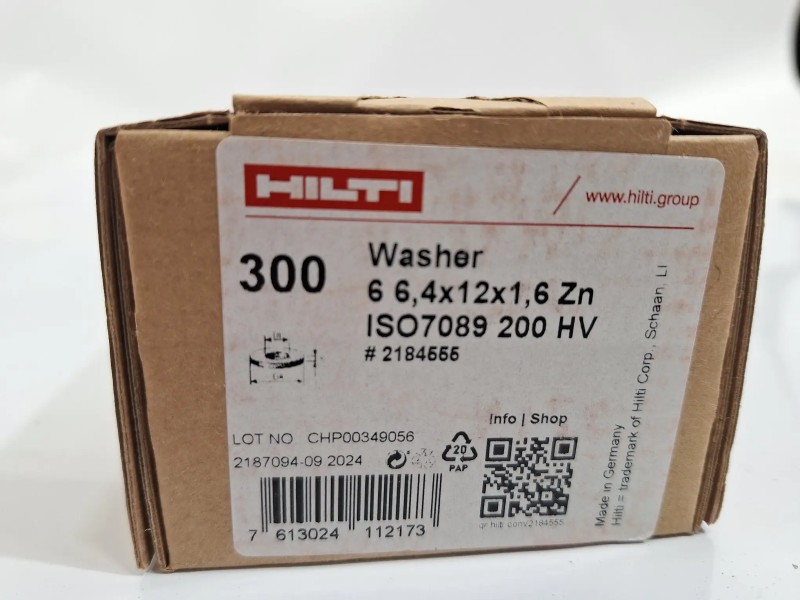 HILTI
www.hilti.group
300
Washer
6 6,4x12x1,6 Zn
ISO7089 200 HV
# 2184555
LOT NO CHP00349056
2187094-09.2024
20
PAP
Info | Shop
qr.hilti.com/2184555
7 613024 112173
Made in Germany
Hilti = trademark of Hilti Corp., Schaan, LI